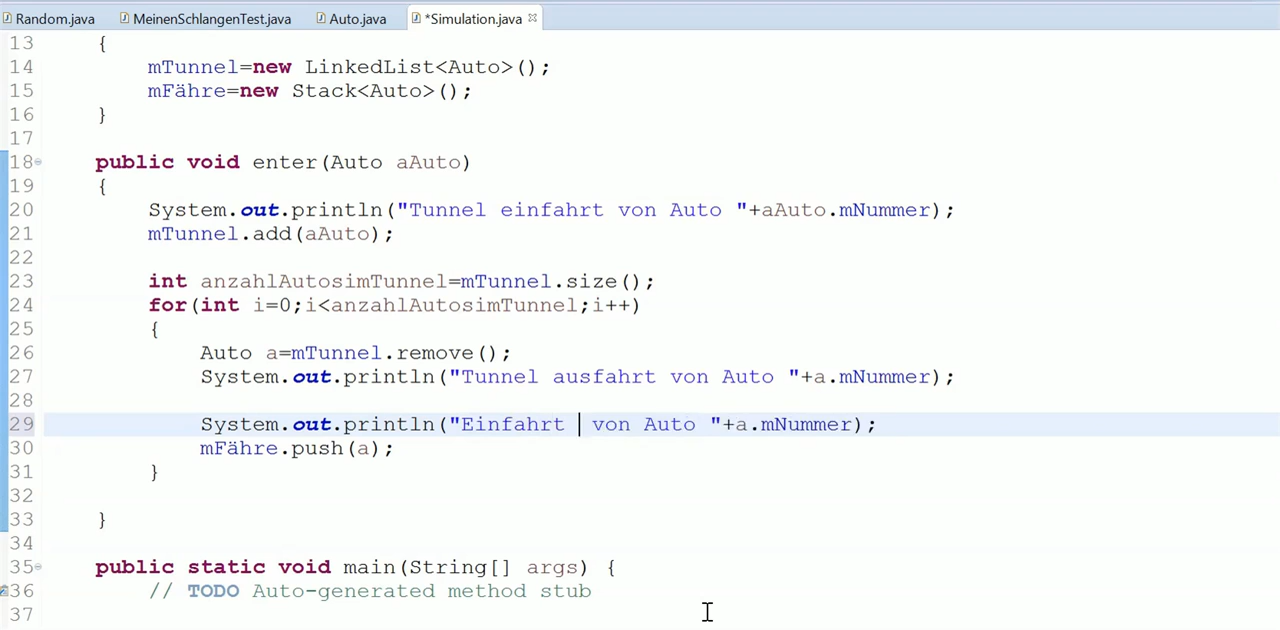 Random.java MeinenSchlangenTest.java Auto.java *Simulation.java
13 {
14 mTunnel=new LinkedList<Auto>();
15 mFähre=new Stack<Auto>();
16 }
17
18 public void enter(Auto aAuto)
19 {
20 System.out.println("Tunnel einfahrt von Auto "+aAuto.mNummer);
21 mTunnel.add(aAuto);
22
23 int anzahlAutosimTunnel=mTunnel.size();
24 for(int i=0;i<anzahlAutosimTunnel;i++)
25 {
26 Auto a=mTunnel.remove();
27 System.out.println("Tunnel ausfahrt von Auto "+a.mNummer);
28
29 System.out.println("Einfahrt  von Auto "+a.mNummer);
30 mFähre.push(a);
31 }
32
33 }
34
35 public static void main(String[] args) {
36 // TODO Auto-generated method stub
37